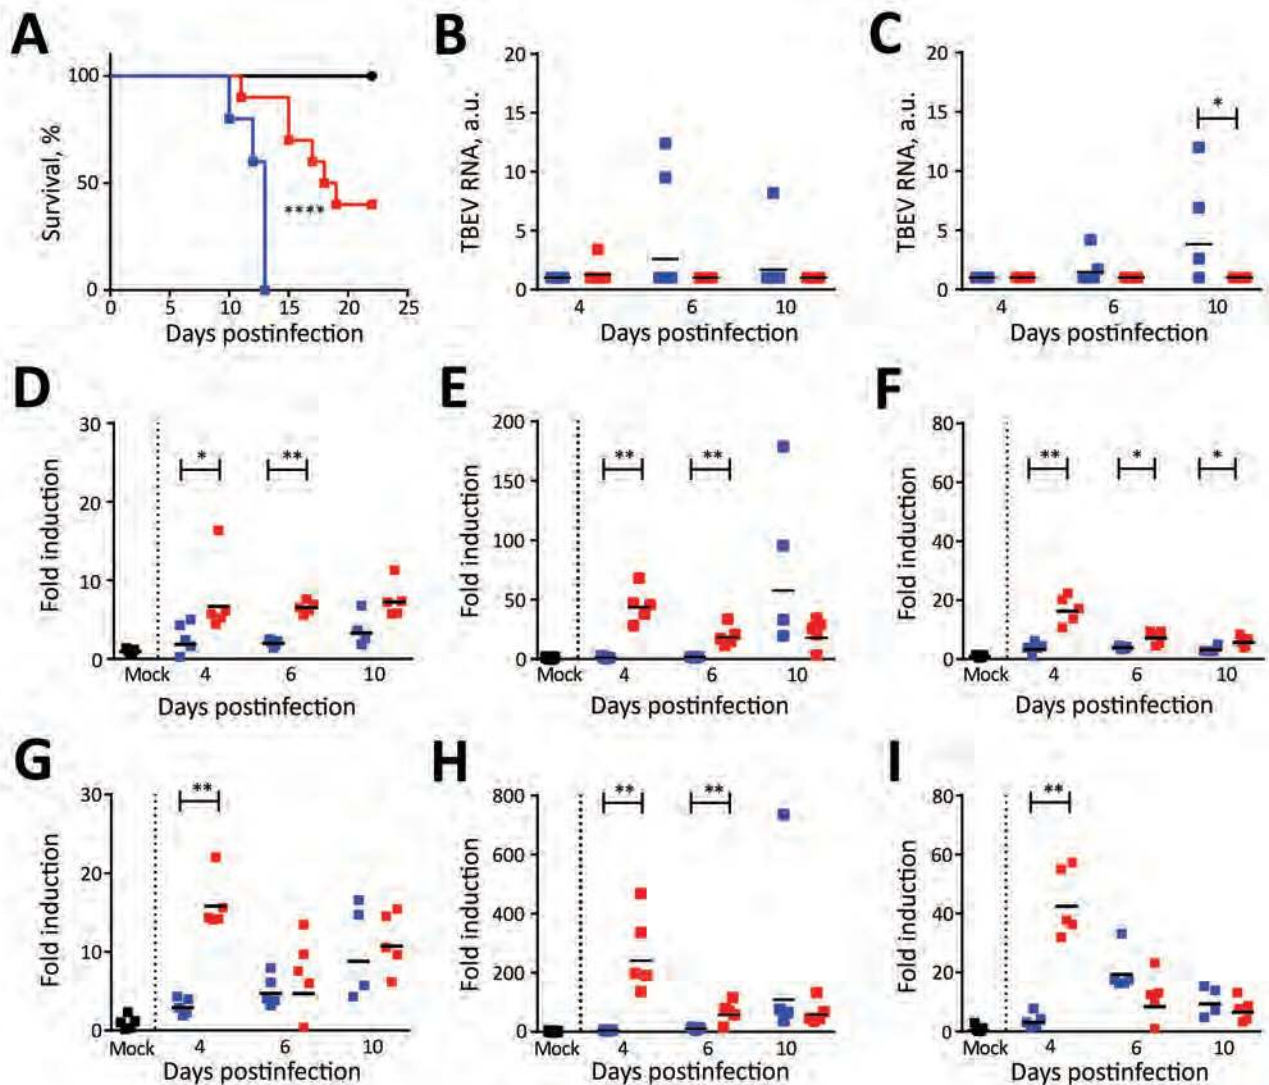 A
B
C
Survival, %
100
50
0
0 5 10 15 20 25
Days postinfection
****
TBEV RNA, a.u.
20
15
10
5
0
4 6 10
Days postinfection
TBEV RNA, a.u.
20
15
10
5
0
*
4 6 10
Days postinfection
D
E
F
Fold induction
30
20
10
0
* **
Mock 4 6 10
Days postinfection
Fold induction
200
150
100
50
0
** **
Mock 4 6 10
Days postinfection
Fold induction
80
60
40
20
0
** * *
Mock 4 6 10
Days postinfection
G
H
I
Fold induction
30
20
10
0
**
Mock 4 6 10
Days postinfection
Fold induction
800
600
400
200
0
** **
Mock 4 6 10
Days postinfection
Fold induction
80
60
40
20
0
**
Mock 4 6 10
Days postinfection